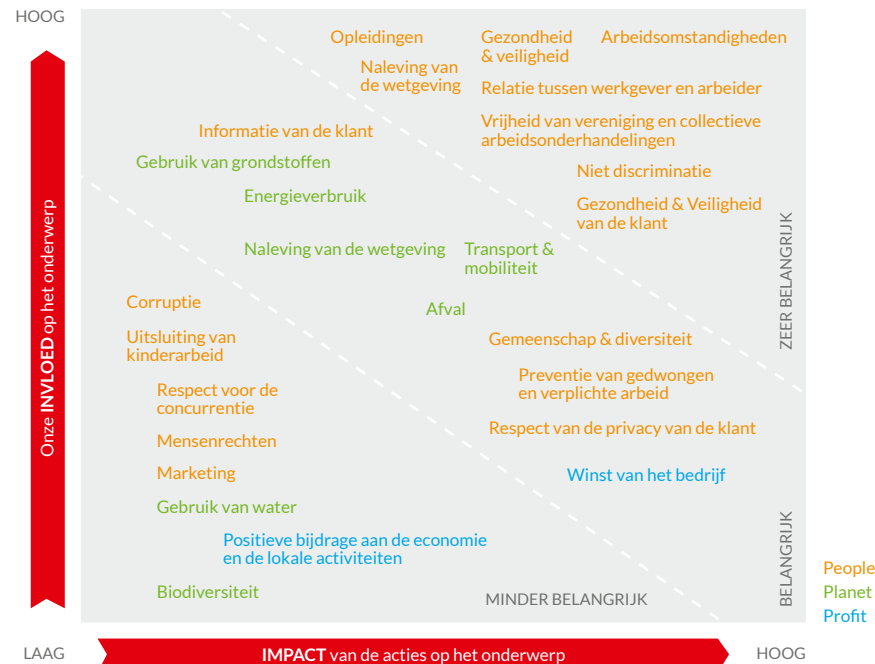 HOOG
Opleidingen
Gezondheid
& veiligheid
Arbeidsomstandigheden
Naleving van
de wetgeving
Relatie tussen werkgever en arbeider
Vrijheid van vereniging en collectieve
arbeidsonderhandelingen
Informatie van de klant
Gebruik van grondstoffen
Niet discriminatie
Energieverbruik
Gezondheid & Veiligheid
van de klant
Naleving van de wetgeving
Transport &
mobiliteit
ZEER BELANGRIJK
Corruptie
Afval
Uitsluiting van
kinderarbeid
Gemeenschap & diversiteit
Respect voor de
concurrentie
Preventie van gedwongen
en verplichte arbeid
Mensenrechten
Respect van de privacy van de klant
Marketing
Winst van het bedrijf
Gebruik van water
Positieve bijdrage aan de economie
en de lokale activiteiten
Biodiversiteit
MINDER BELANGRIJK
BELANGRIJK
Onze INVLOED op het onderwerp
People
Planet
Profit
LAAG
IMPACT van de acties op het onderwerp
HOOG